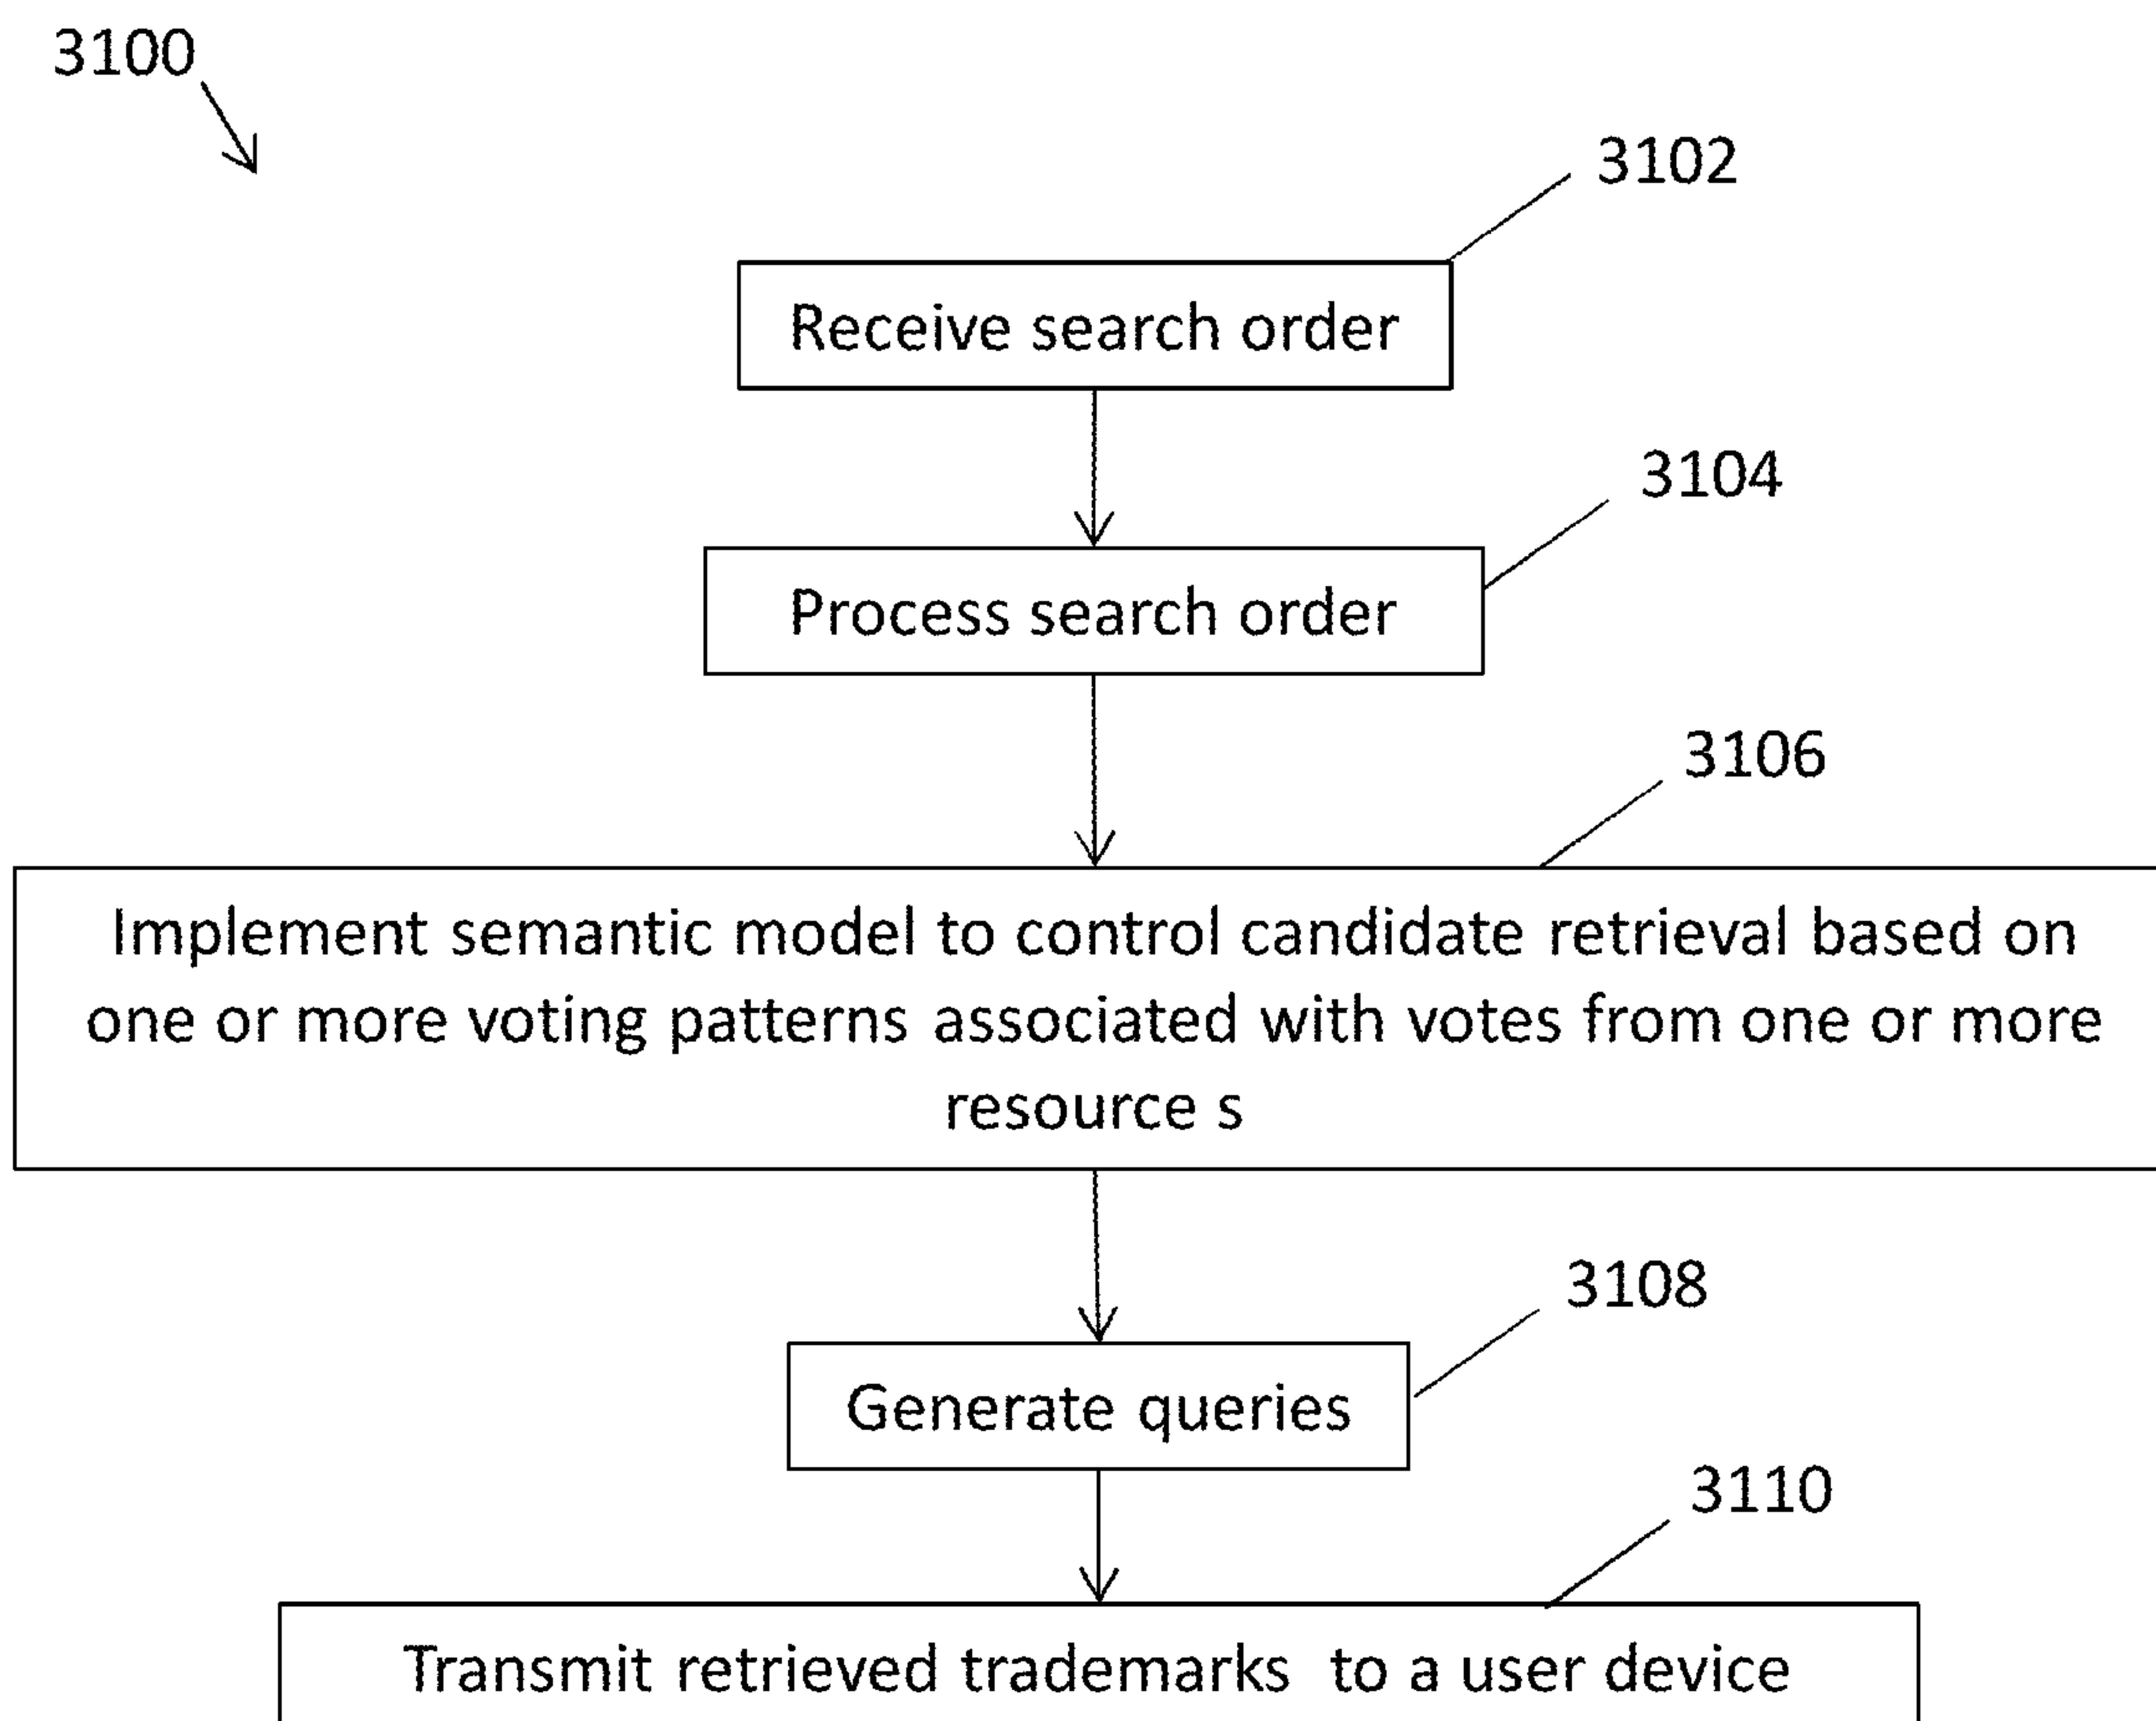 3100
3102
Receive search order
3104
Process search order
3106
Implement semantic model to control candidate retrieval based on
one or more voting patterns associated with votes from one or more
resource s
3108
Generate queries
3110
Transmit retrieved trademarks  to a user device